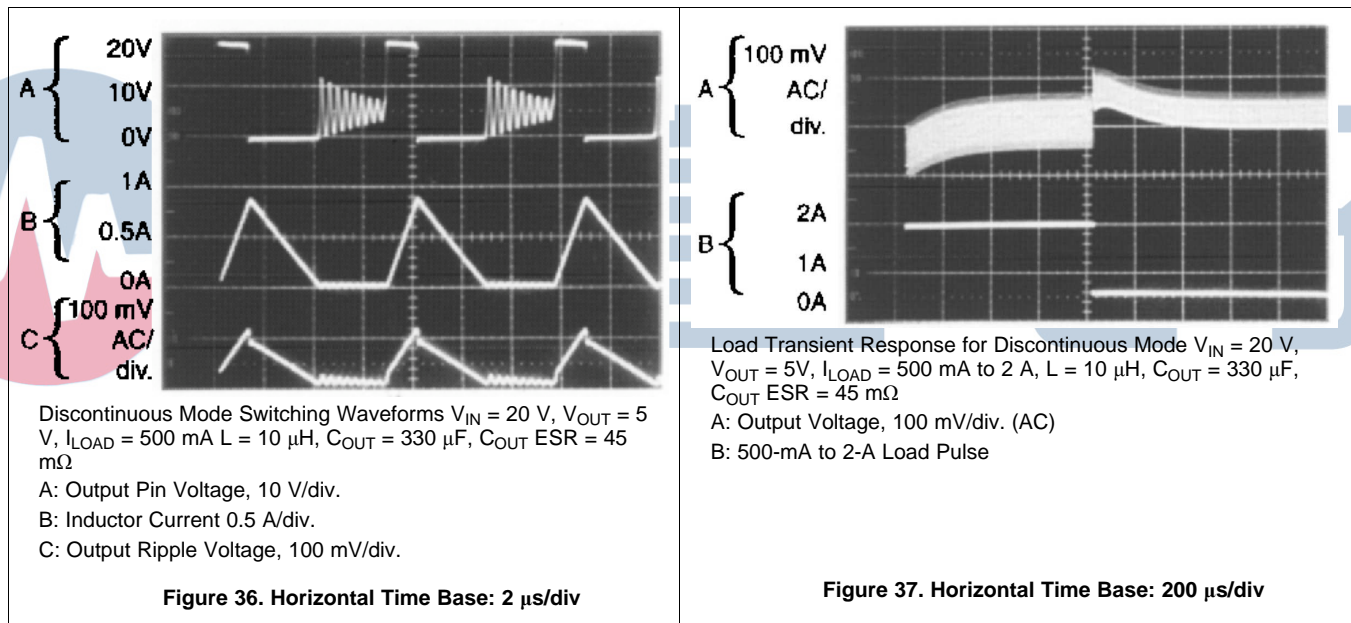 A
20V
10V
0V
B
1A
0.5A
0A
C
100 mV
AC/
div.
Discontinuous Mode Switching Waveforms V_IN = 20 V, V_OUT = 5
V, I_LOAD = 500 mA L = 10 μH, C_OUT = 330 μF, C_OUT ESR = 45
mΩ
A: Output Pin Voltage, 10 V/div.
B: Inductor Current 0.5 A/div.
C: Output Ripple Voltage, 100 mV/div.
Figure 36. Horizontal Time Base: 2 μs/div
A
100 mV
AC/
div.
B
2A
1A
0A
Load Transient Response for Discontinuous Mode V_IN = 20 V,
V_OUT = 5V, I_LOAD = 500 mA to 2 A, L = 10 μH, C_OUT = 330 μF,
C_OUT ESR = 45 mΩ
A: Output Voltage, 100 mV/div. (AC)
B: 500-mA to 2-A Load Pulse
Figure 37. Horizontal Time Base: 200 μs/div